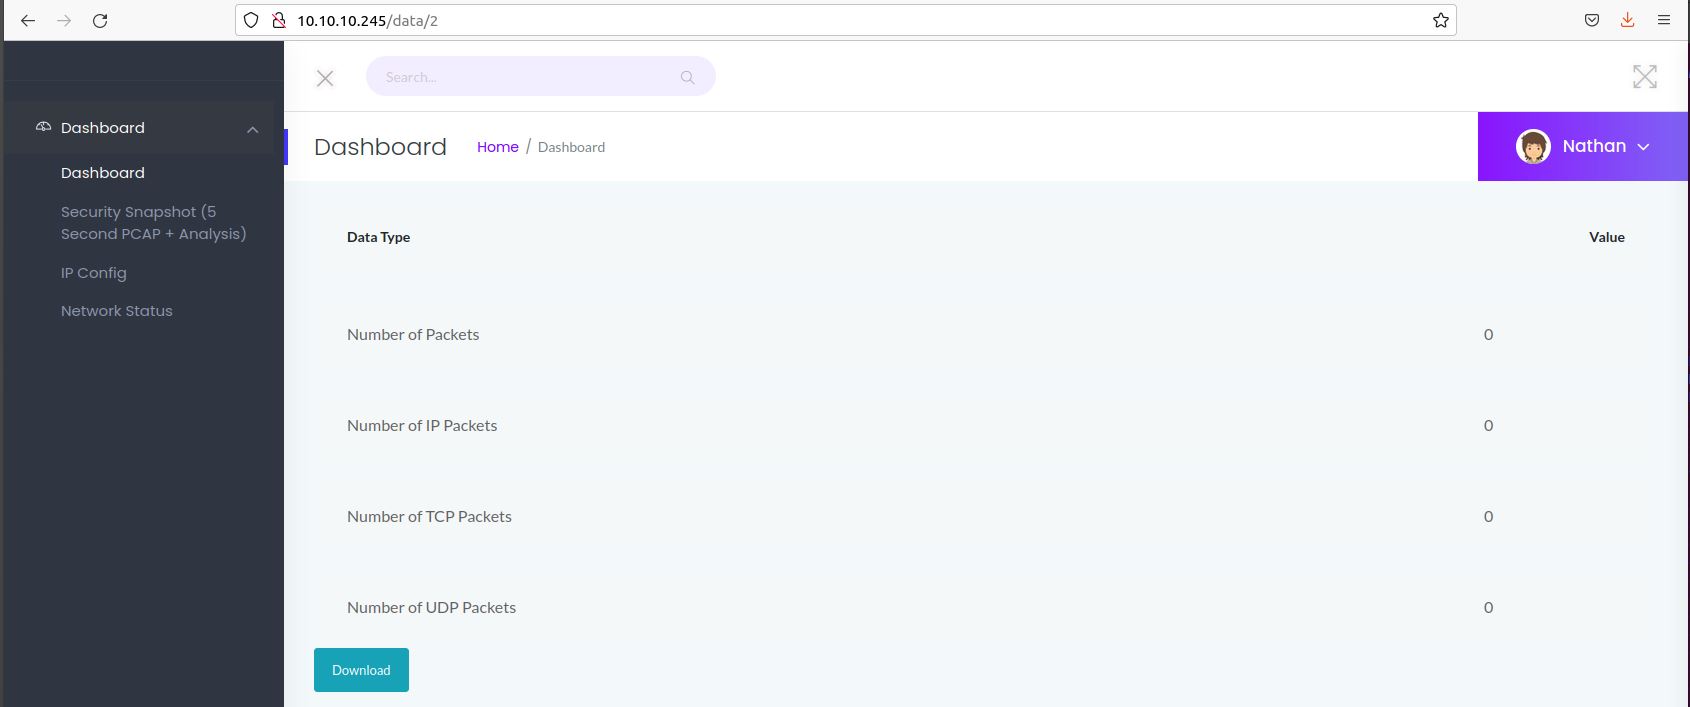 10.10.10.245/data/2
Search...
Dashboard
Dashboard
Security Snapshot (5
Second PCAP + Analysis)
IP Config
Network Status
Dashboard
Home / Dashboard
Nathan
Data Type Value
Number of Packets 0
Number of IP Packets 0
Number of TCP Packets 0
Number of UDP Packets 0
Download